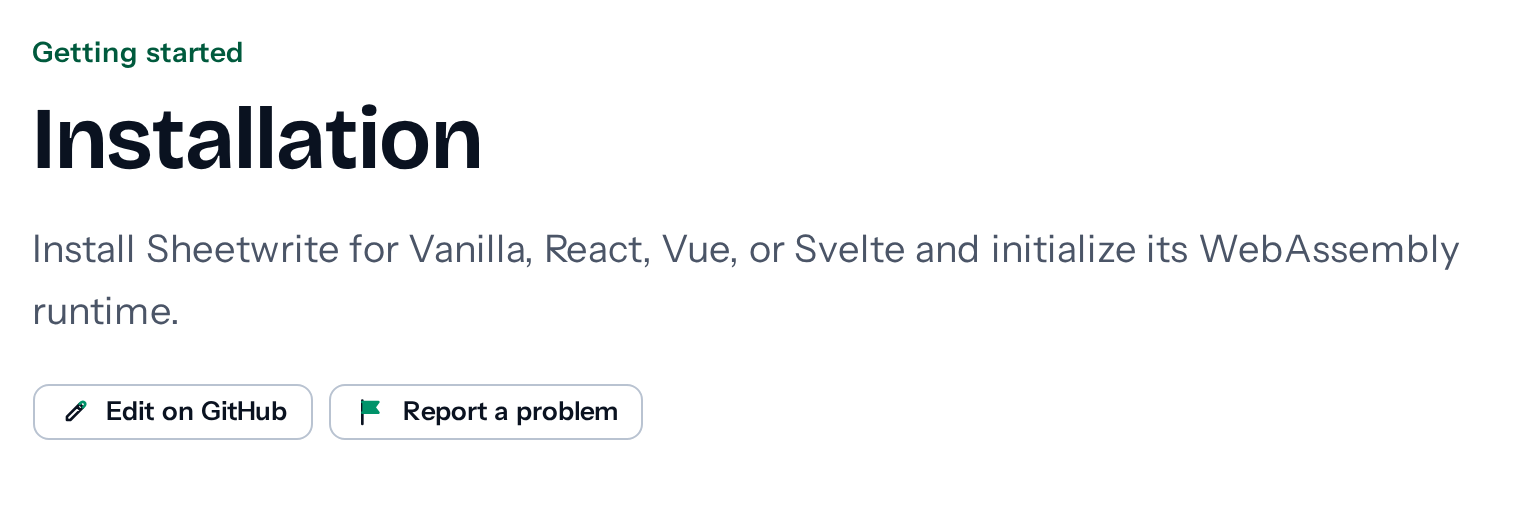 Getting started
Installation
Install Sheetwrite for Vanilla, React, Vue, or Svelte and initialize its WebAssembly
runtime.
Edit on GitHub
Report a problem